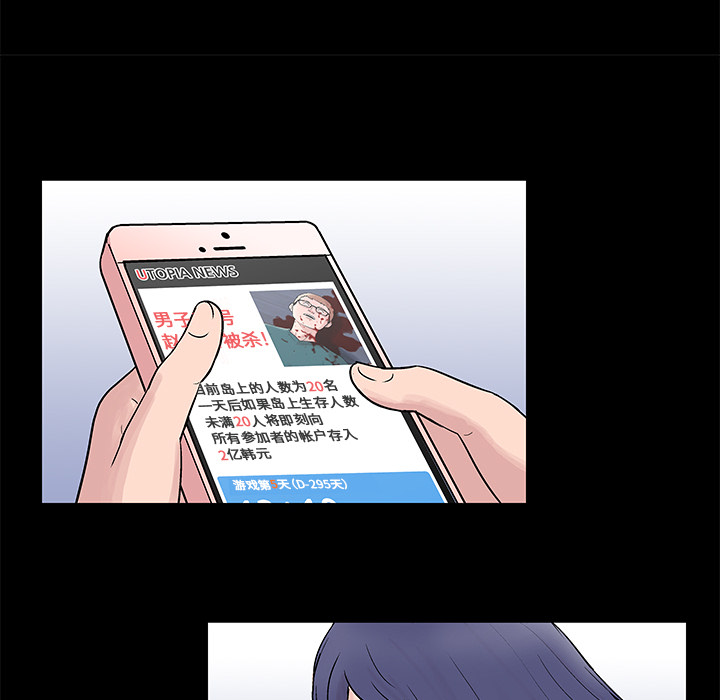 UTOPIA NEWS
男子 号
赵 被杀!
目前岛上的人数为20名
一天后如果岛上生存人数
未满20人将即刻向
所有参加者的帐户存入
2亿韩元
游戏第 天(D-295天)